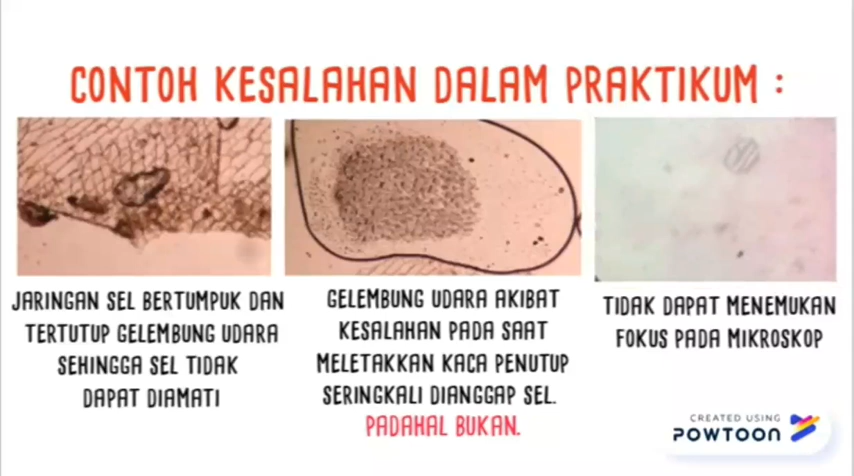 CONTOH KESALAHAN DALAM PRAKTIKUM :
JARINGAN SEL BERTUMPUK DAN
TERTUTUP GELEMBUNG UDARA
SEHINGGA SEL TIDAK
DAPAT DIAMATI
GELEMBUNG UDARA AKIBAT
KESALAHAN PADA SAAT
MELETAKKAN KACA PENUTUP
SERINGKALI DIANGGAP SEL.
PADAHAL BUKAN.
TIDAK DAPAT MENEMUKAN
FOKUS PADA MIKROSKOP
CREATED USING
POWTOON